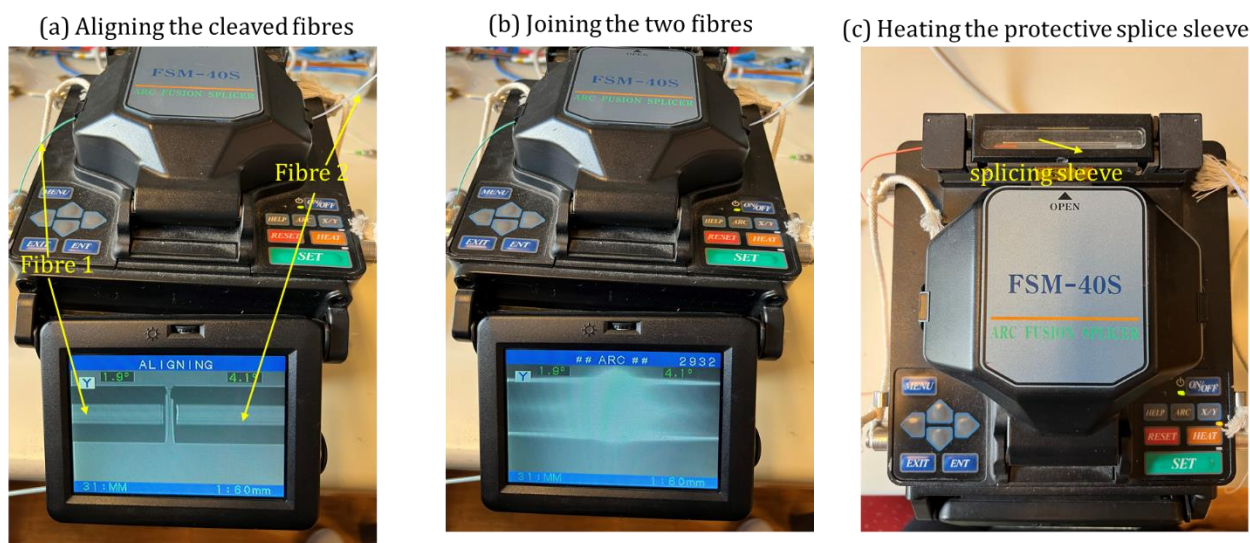 (a) Aligning the cleaved fibres
FSM-40S
ARC FUSION SPLICER
Fibre 2
MENU
ON/OFF
HELP ARC X/Y
RESET HEAT
EXIT ENT
SET
Fibre 1
ALIGNING
Y 1.9° 4.1°
31:MM 1:60mm
(b) Joining the two fibres
OPEN
FSM-40S
ARC FUSION SPLICER
MENU
ON/OFF
HELP ARC X/Y
RESET HEAT
EXIT ENT
SET
## ARC ## 2932
Y 1.9° 4.1°
31:MM 1:60mm
(c) Heating the protective splice sleeve
splicing sleeve
OPEN
FSM-40S
ARC FUSION SPLICER
MENU
ON/OFF
HELP ARC X/Y
RESET HEAT
EXIT ENT
SET